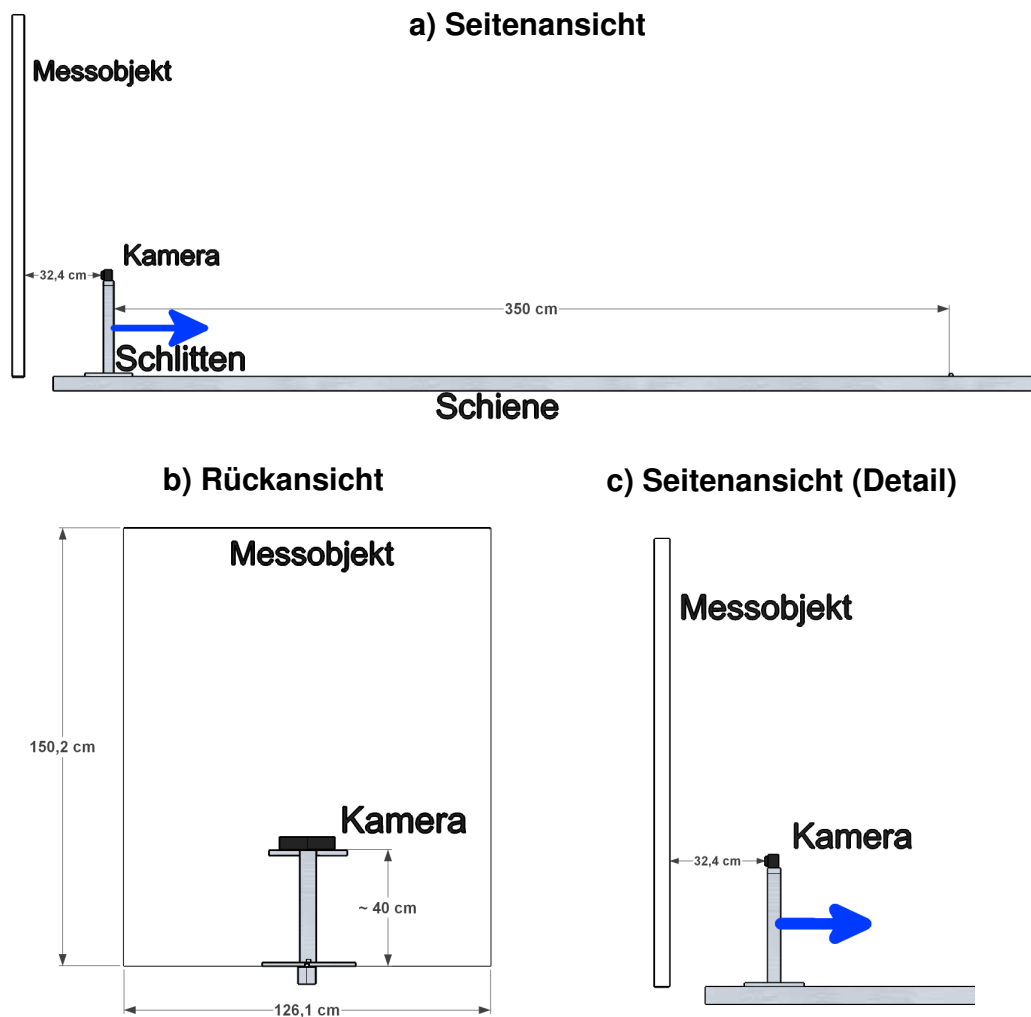 a) Seitenansicht
Messobjekt
Kamera
32,4 cm
350 cm
Schlitten
Schiene
b) Rückansicht
c) Seitenansicht (Detail)
Messobjekt
Messobjekt
150,2 cm
Kamera
Kamera
32,4 cm
~ 40 cm
126,1 cm